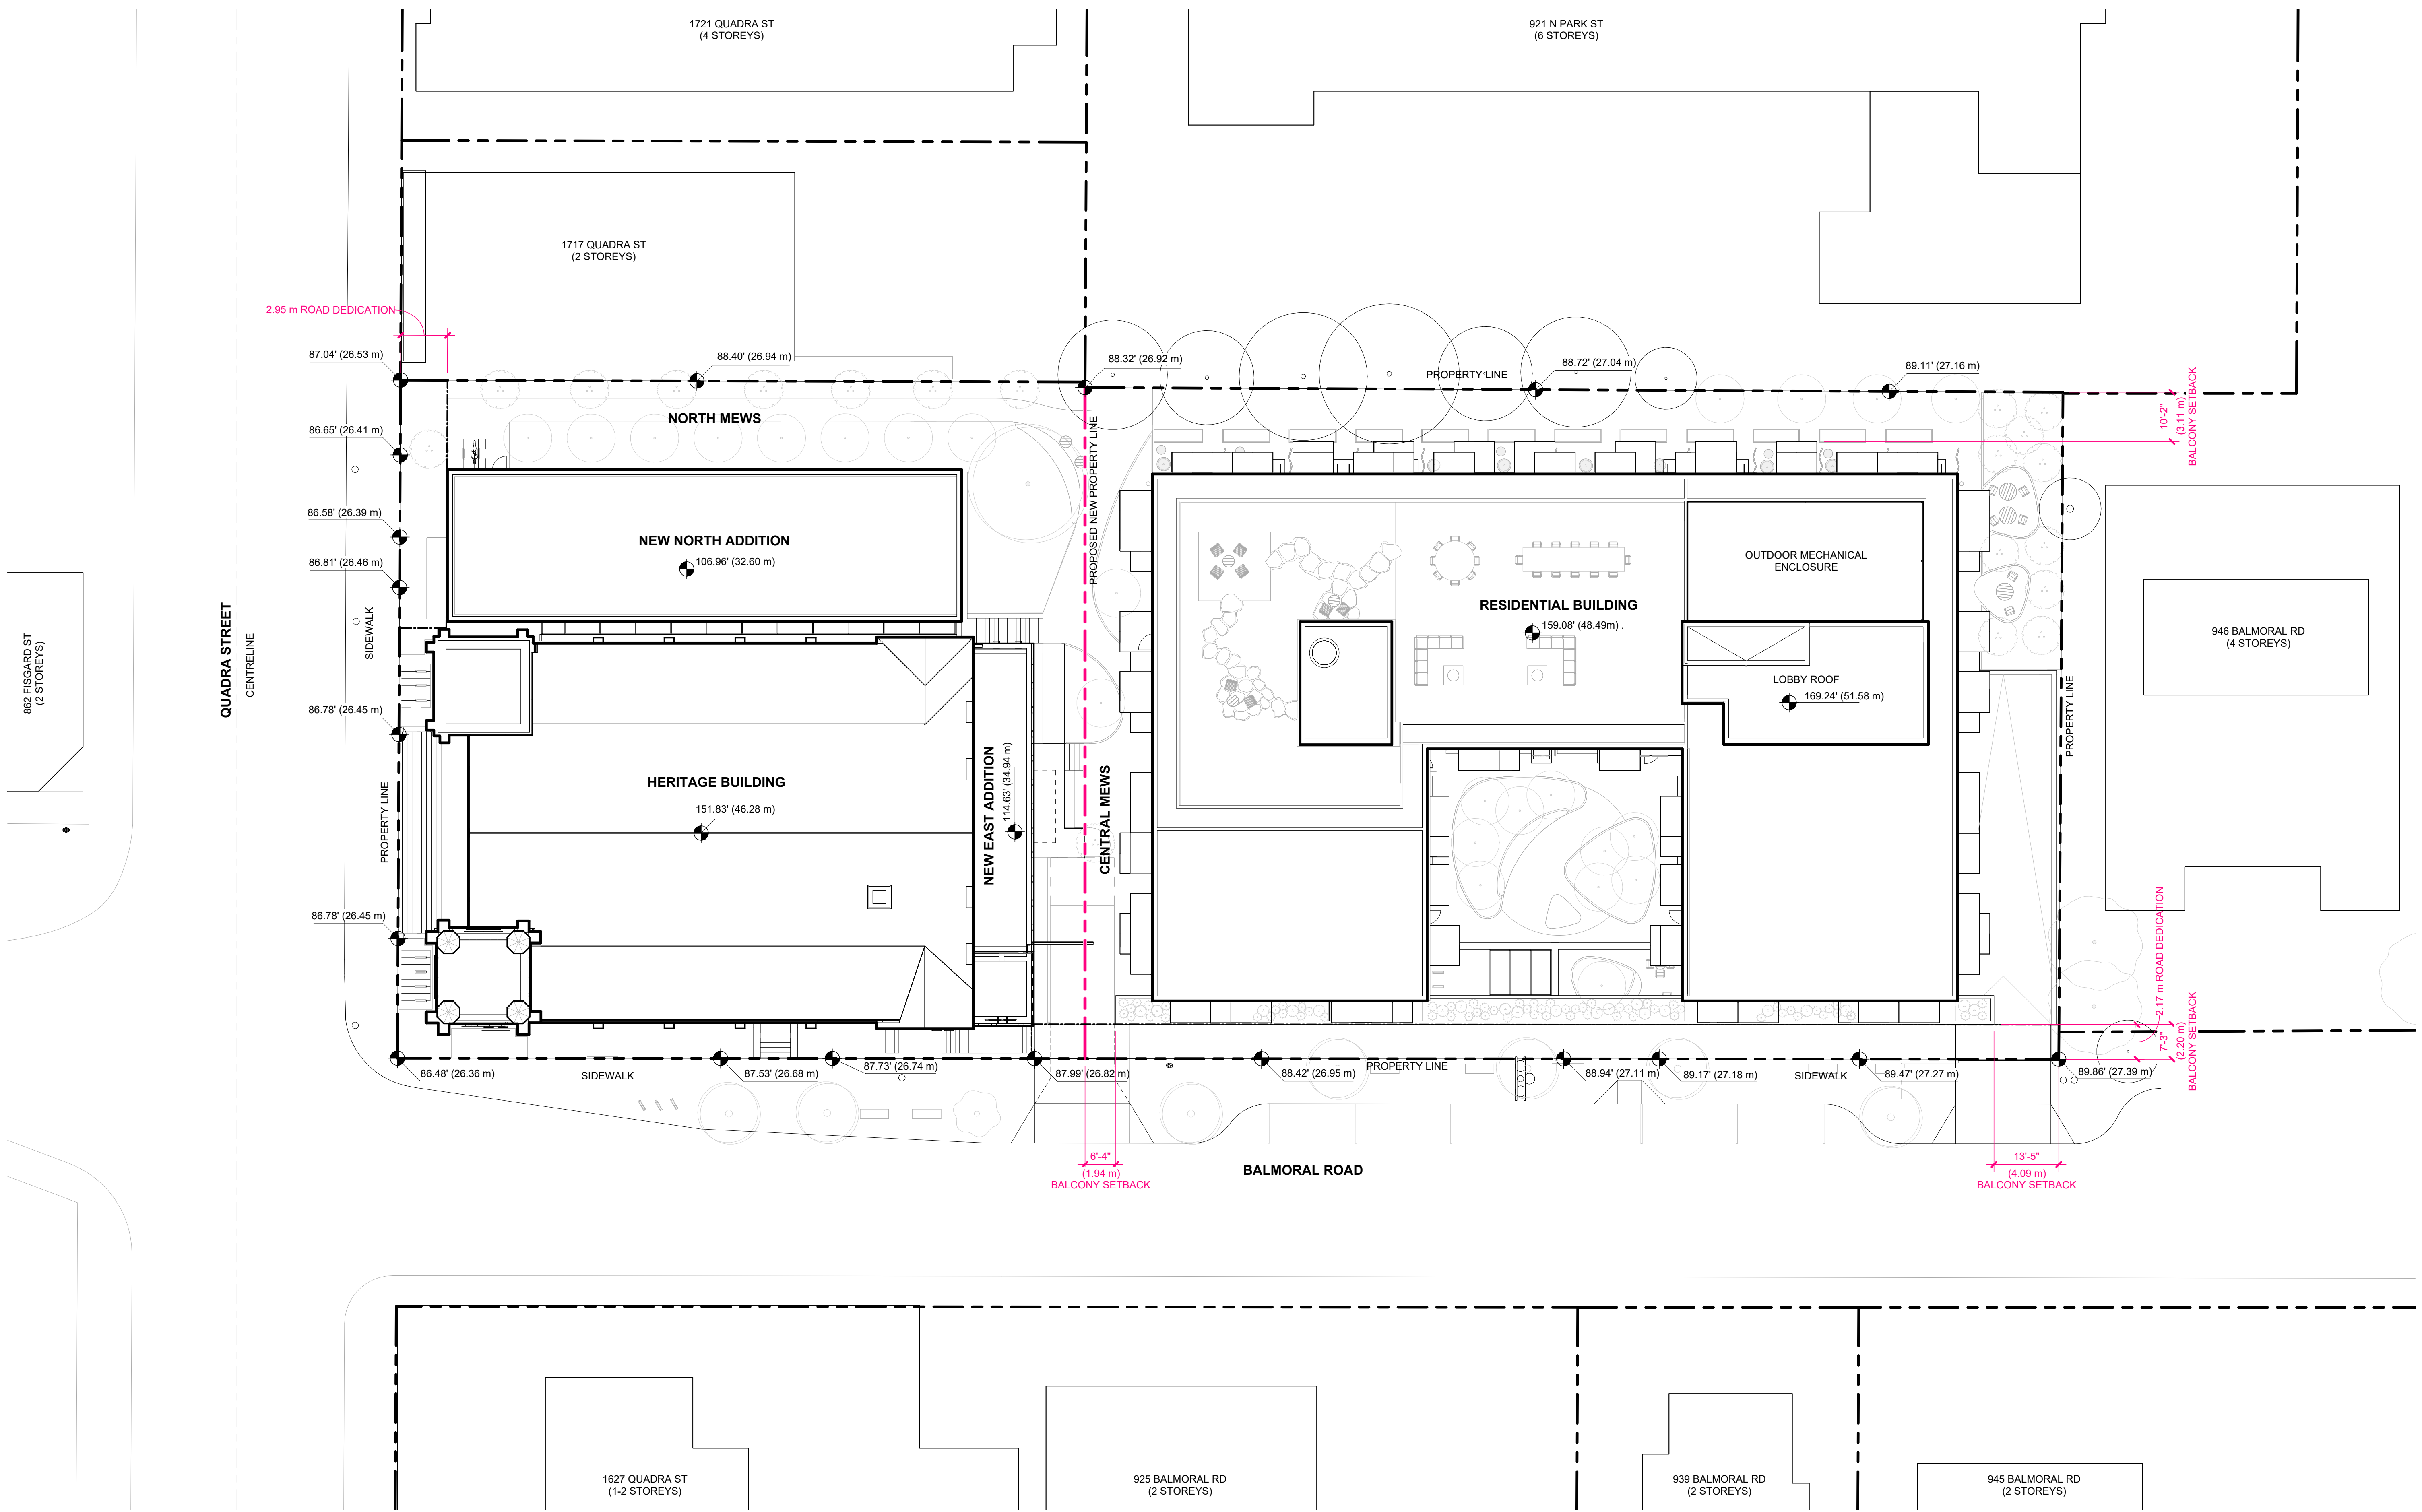 1721 QUADRA ST
(4 STOREYS)
921 N PARK ST
(6 STOREYS)
1717 QUADRA ST
(2 STOREYS)
2.95 m ROAD DEDICATION
87.04' (26.53 m)
88.40' (26.94 m)
88.32' (26.92 m)
PROPERTY LINE
88.72' (27.04 m)
89.11' (27.16 m)
10'-2"
(3.11 m)
BALCONY SETBACK
NORTH MEWS
86.65' (26.41 m)
PROPOSED NEW PROPERTY LINE
86.58' (26.39 m)
NEW NORTH ADDITION
106.96' (32.60 m)
86.81' (26.46 m)
OUTDOOR MECHANICAL
ENCLOSURE
RESIDENTIAL BUILDING
159.08' (48.49m) .
862 FISGARD ST
(2 STOREYS)
QUADRA STREET
CENTRELINE
SIDEWALK
946 BALMORAL RD
(4 STOREYS)
LOBBY ROOF
169.24' (51.58 m)
86.78' (26.45 m)
PROPERTY LINE
HERITAGE BUILDING
151.83' (46.28 m)
NEW EAST ADDITION
114.63' (34.94 m)
CENTRAL MEWS
PROPERTY LINE
86.78' (26.45 m)
2.17 m ROAD DEDICATION
7'-3"
(2.20 m)
BALCONY SETBACK
86.48' (26.36 m)
SIDEWALK
87.53' (26.68 m)
87.73' (26.74 m)
87.99' (26.82 m)
88.42' (26.95 m)
PROPERTY LINE
88.94' (27.11 m)
89.17' (27.18 m)
SIDEWALK
89.47' (27.27 m)
89.86' (27.39 m)
6'-4"
(1.94 m)
BALCONY SETBACK
BALMORAL ROAD
13'-5"
(4.09 m)
BALCONY SETBACK
1627 QUADRA ST
(1-2 STOREYS)
925 BALMORAL RD
(2 STOREYS)
939 BALMORAL RD
(2 STOREYS)
945 BALMORAL RD
(2 STOREYS)